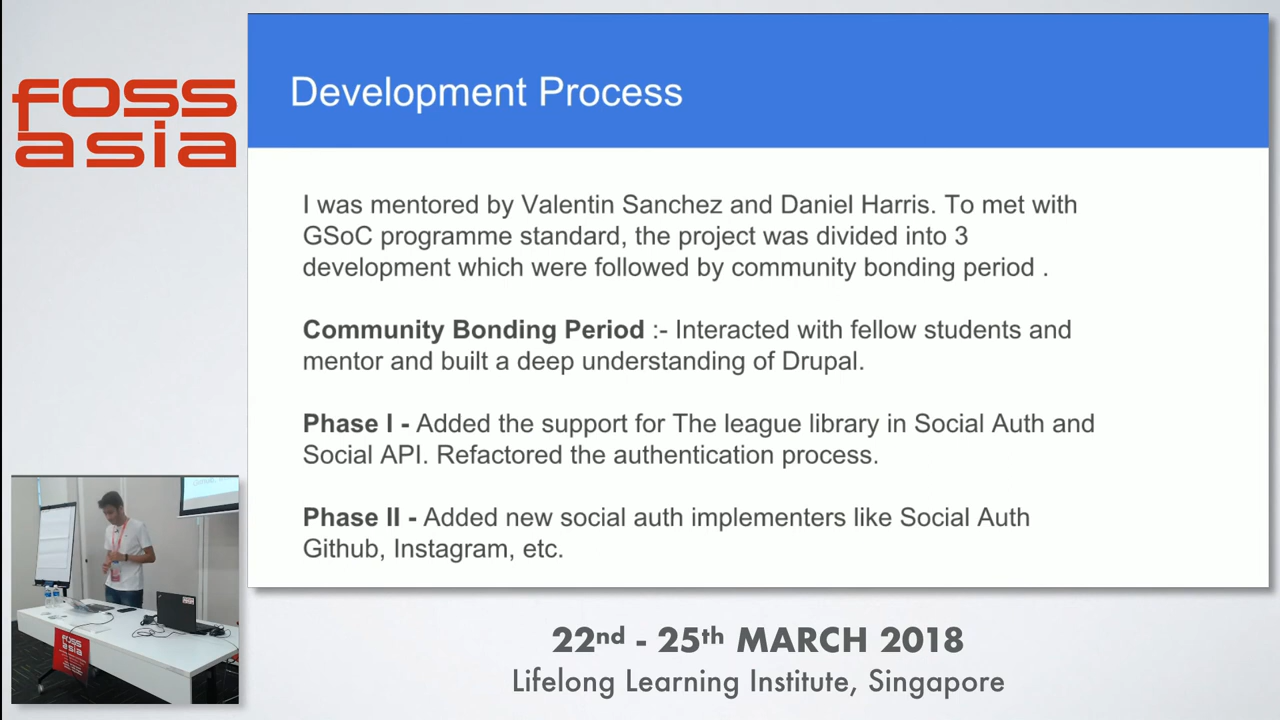 foss
asia
Development Process
I was mentored by Valentin Sanchez and Daniel Harris. To met with
GSoC programme standard, the project was divided into 3
development which were followed by community bonding period .
Community Bonding Period :- Interacted with fellow students and
mentor and built a deep understanding of Drupal.
Phase I - Added the support for The league library in Social Auth and
Social API. Refactored the authentication process.
Phase II - Added new social auth implementers like Social Auth
Github, Instagram, etc.
foss
asia
22nd - 25th MARCH 2018
Lifelong Learning Institute, Singapore